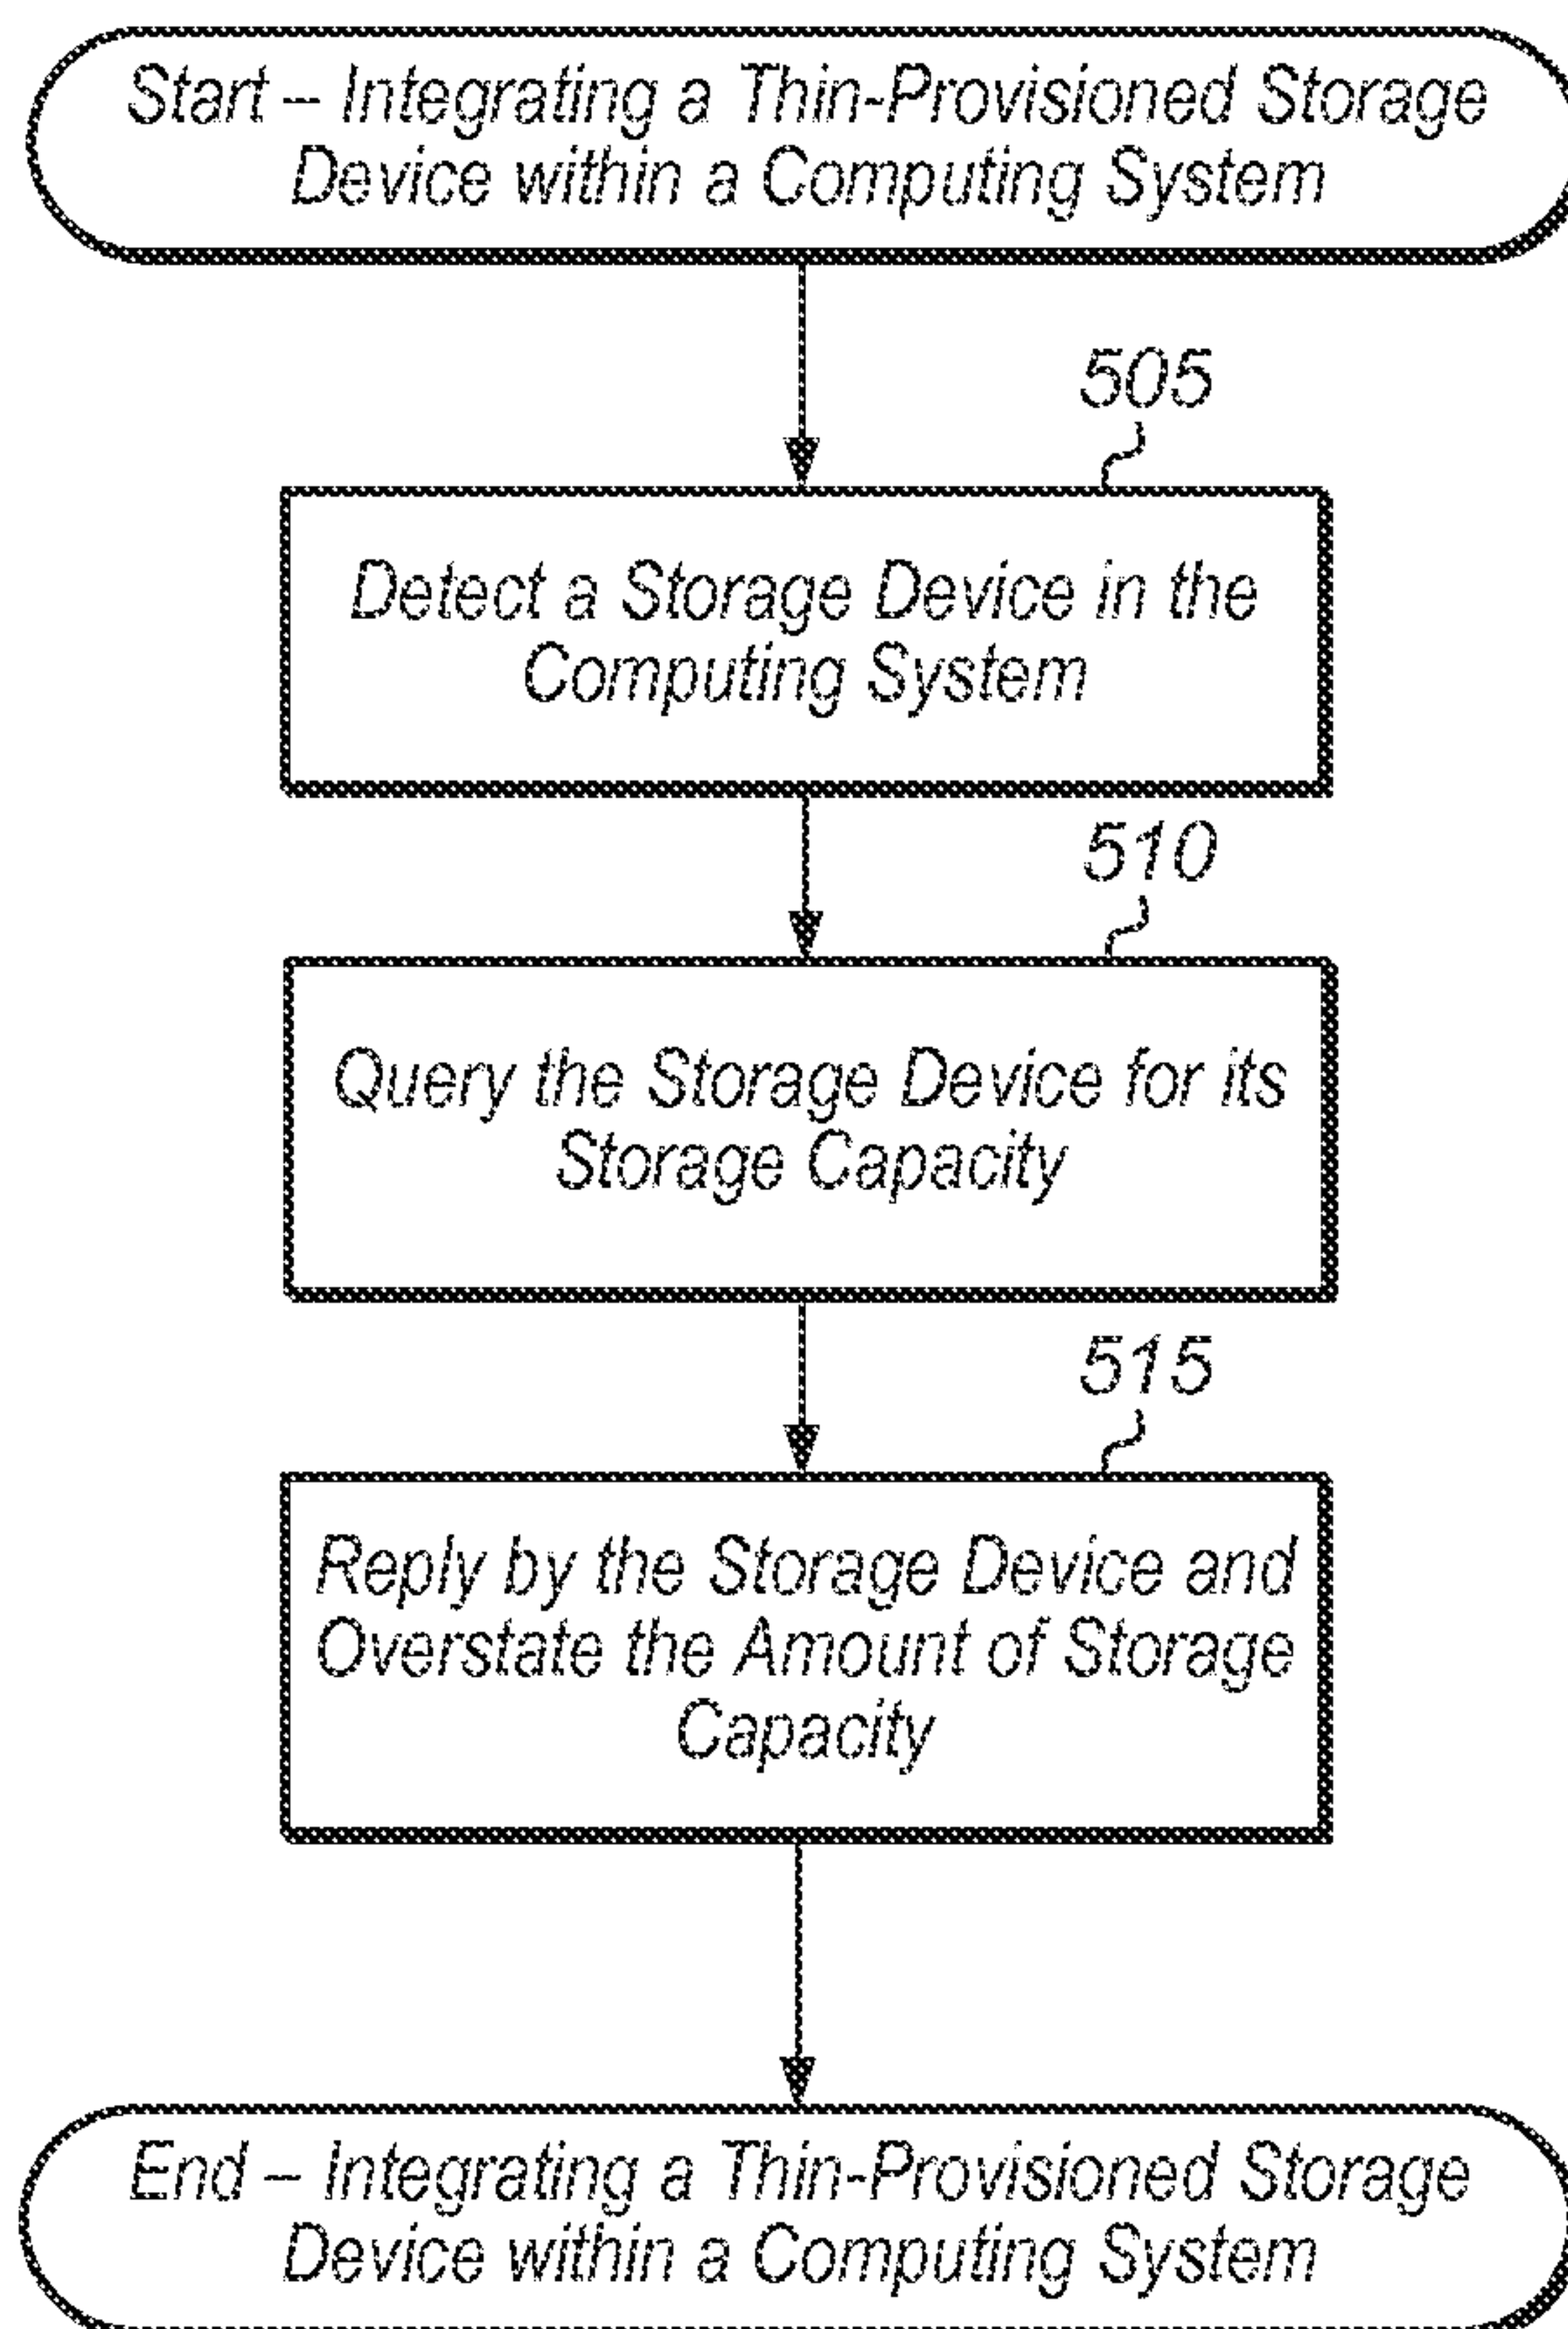 Start – Integrating a Thin-Provisioned Storage
Device within a Computing System
505
Detect a Storage Device in the
Computing System
510
Query the Storage Device for its
Storage Capacity
515
Reply by the Storage Device and
Overstate the Amount of Storage
Capacity
End – Integrating a Thin-Provisioned Storage
Device within a Computing System